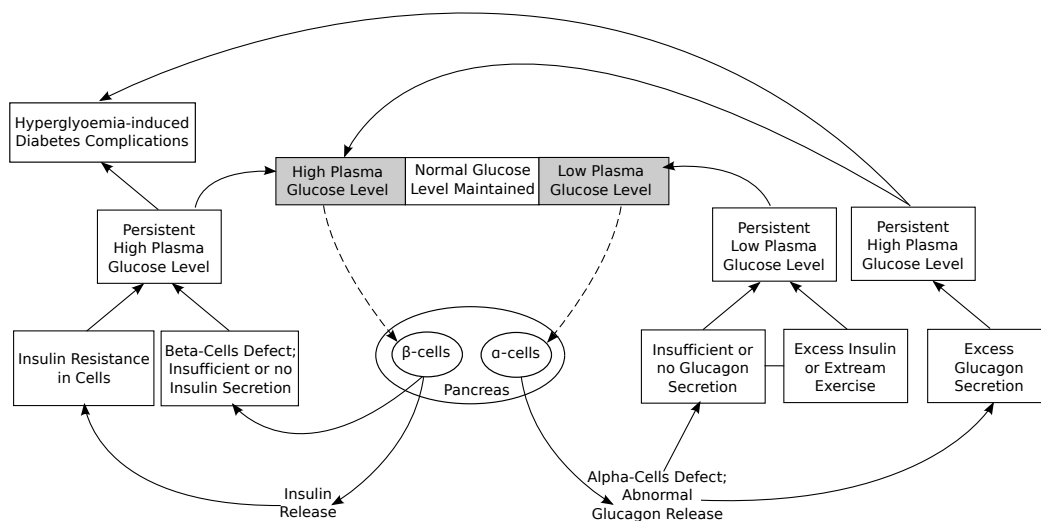 Hyperglyoemia-induced
Diabetes Complications
High Plasma
Glucose Level
Normal Glucose
Level Maintained
Low Plasma
Glucose Level
Persistent
High Plasma
Glucose Level
Persistent
Low Plasma
Glucose Level
Persistent
High Plasma
Glucose Level
Insulin Resistance
in Cells
Beta-Cells Defect;
Insufficient or no
Insulin Secretion
β-cells
α-cells
Pancreas
Insufficient or
no Glucagon
Secretion
Excess Insulin
or Extream
Exercise
Excess
Glucagon
Secretion
Insulin
Release
Alpha-Cells Defect;
Abnormal
Glucagon Release